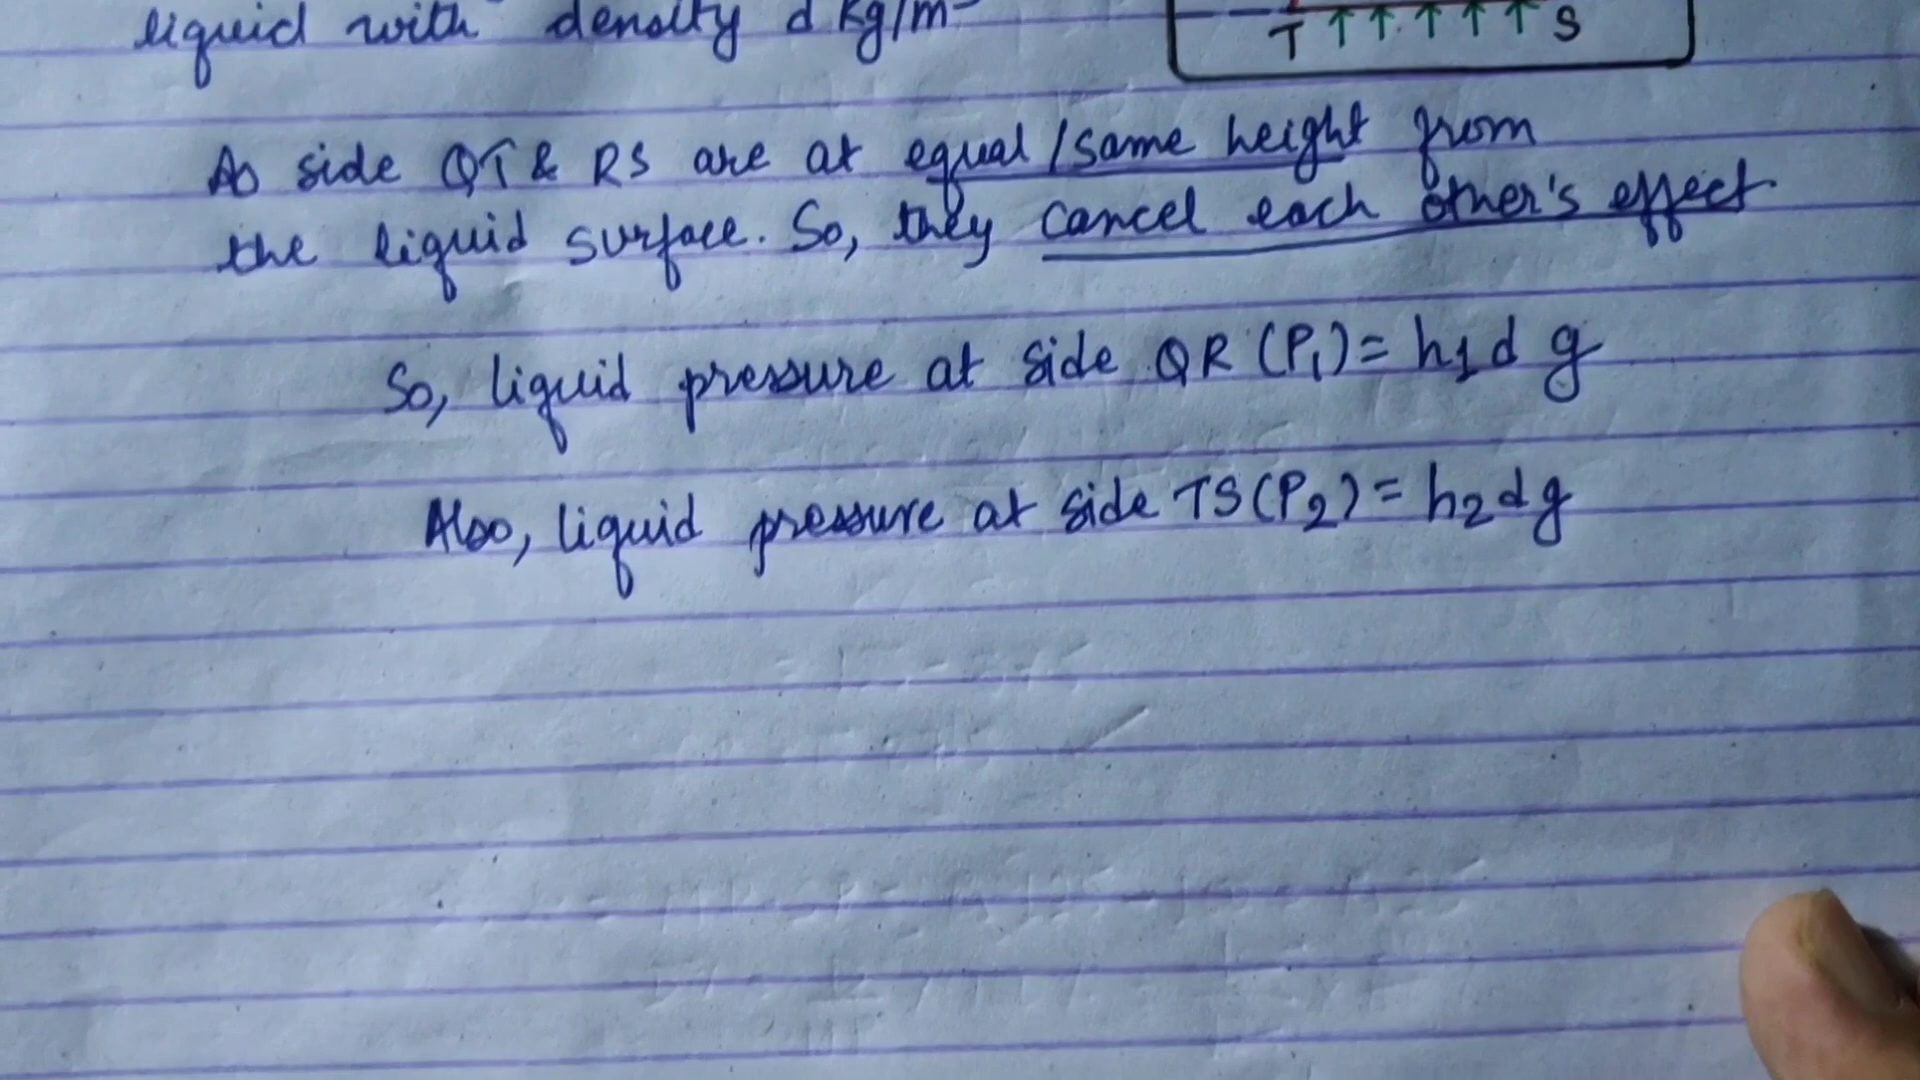 liquid with density d Kg/m
T ↑ ↑ ↑ ↑ ↑ S
As side QT & RS are at equal/same height from
the liquid surface. So, they cancel each other's effect
So, liquid pressure at side QR (P₁) = h₁ d g
Also, liquid pressure at side TS (P₂) = h₂ d g